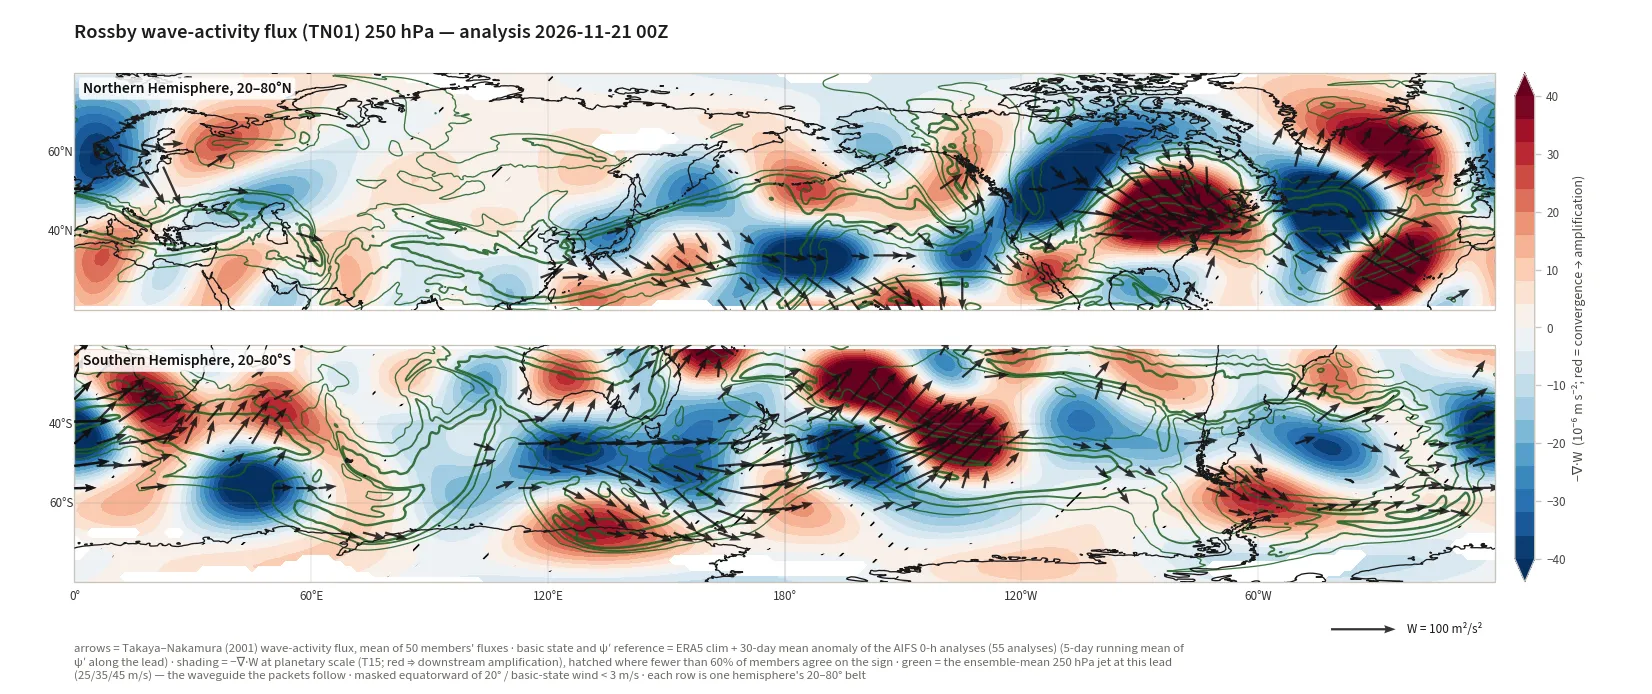 Rossby wave-activity flux (TN01) 250 hPa — analysis 2026-11-21 00Z
Northern Hemisphere, 20–80°N
60°N
40°N
Southern Hemisphere, 20–80°S
40°S
60°S
0°
60°E
120°E
180°
120°W
60°W
40
30
20
10
0
−10
−20
−30
−40
−∇·W (10⁻⁶ m s⁻²; red = convergence → amplification)
W = 100 m²/s²
arrows = Takaya–Nakamura (2001) wave-activity flux, mean of 50 members' fluxes · basic state and ψ' reference = ERA5 clim + 30-day mean anomaly of the AIFS 0-h analyses (55 analyses) (5-day running mean of
ψ' along the lead) · shading = −∇·W at planetary scale (T15; red ⇒ downstream amplification), hatched where fewer than 60% of members agree on the sign · green = the ensemble-mean 250 hPa jet at this lead
(25/35/45 m/s) — the waveguide the packets follow · masked equatorward of 20° / basic-state wind < 3 m/s · each row is one hemisphere's 20–80° belt